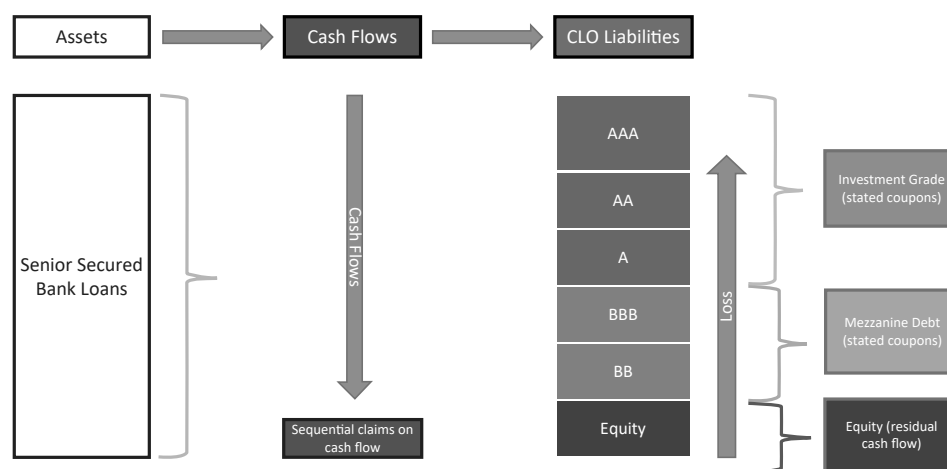 Assets
Cash Flows
CLO Liabilities
Senior Secured
Bank Loans
Cash Flows
Sequential claims on
cash flow
AAA
AA
A
BBB
BB
Equity
Loss
Investment Grade
(stated coupons)
Mezzanine Debt
(stated coupons)
Equity (residual
cash flow)